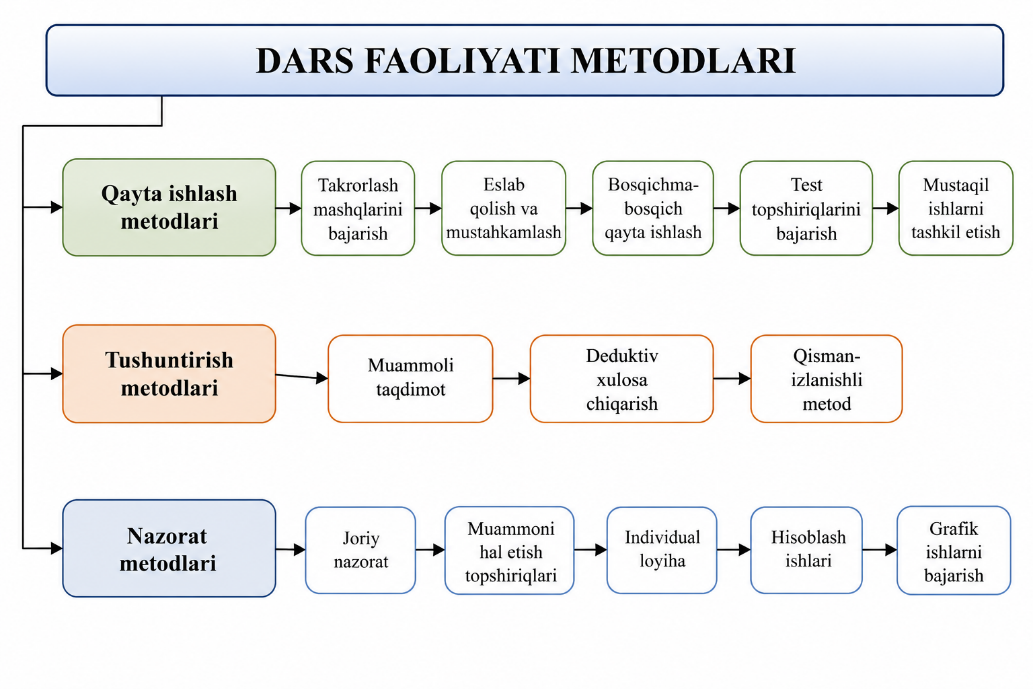 DARS FAOLIYATI METODLARI
Qayta ishlash
metodlari
Takrorlash
mashqlarini
bajarish
Eslab
qolish va
mustahkamlash
Bosqichma-
bosqich
qayta ishlash
Test
topshiriqlarini
bajarish
Mustaqil
ishlarni
tashkil etish
Tushuntirish
metodlari
Muammoli
taqdimot
Deduktiv
xulosa
chiqarish
Qisman-
izlanishli
metod
Nazorat
metodlari
Joriy
nazorat
Muammoni
hal etish
topshiriqlari
Individual
loyiha
Hisoblash
ishlari
Grafik
ishlarni
bajarish